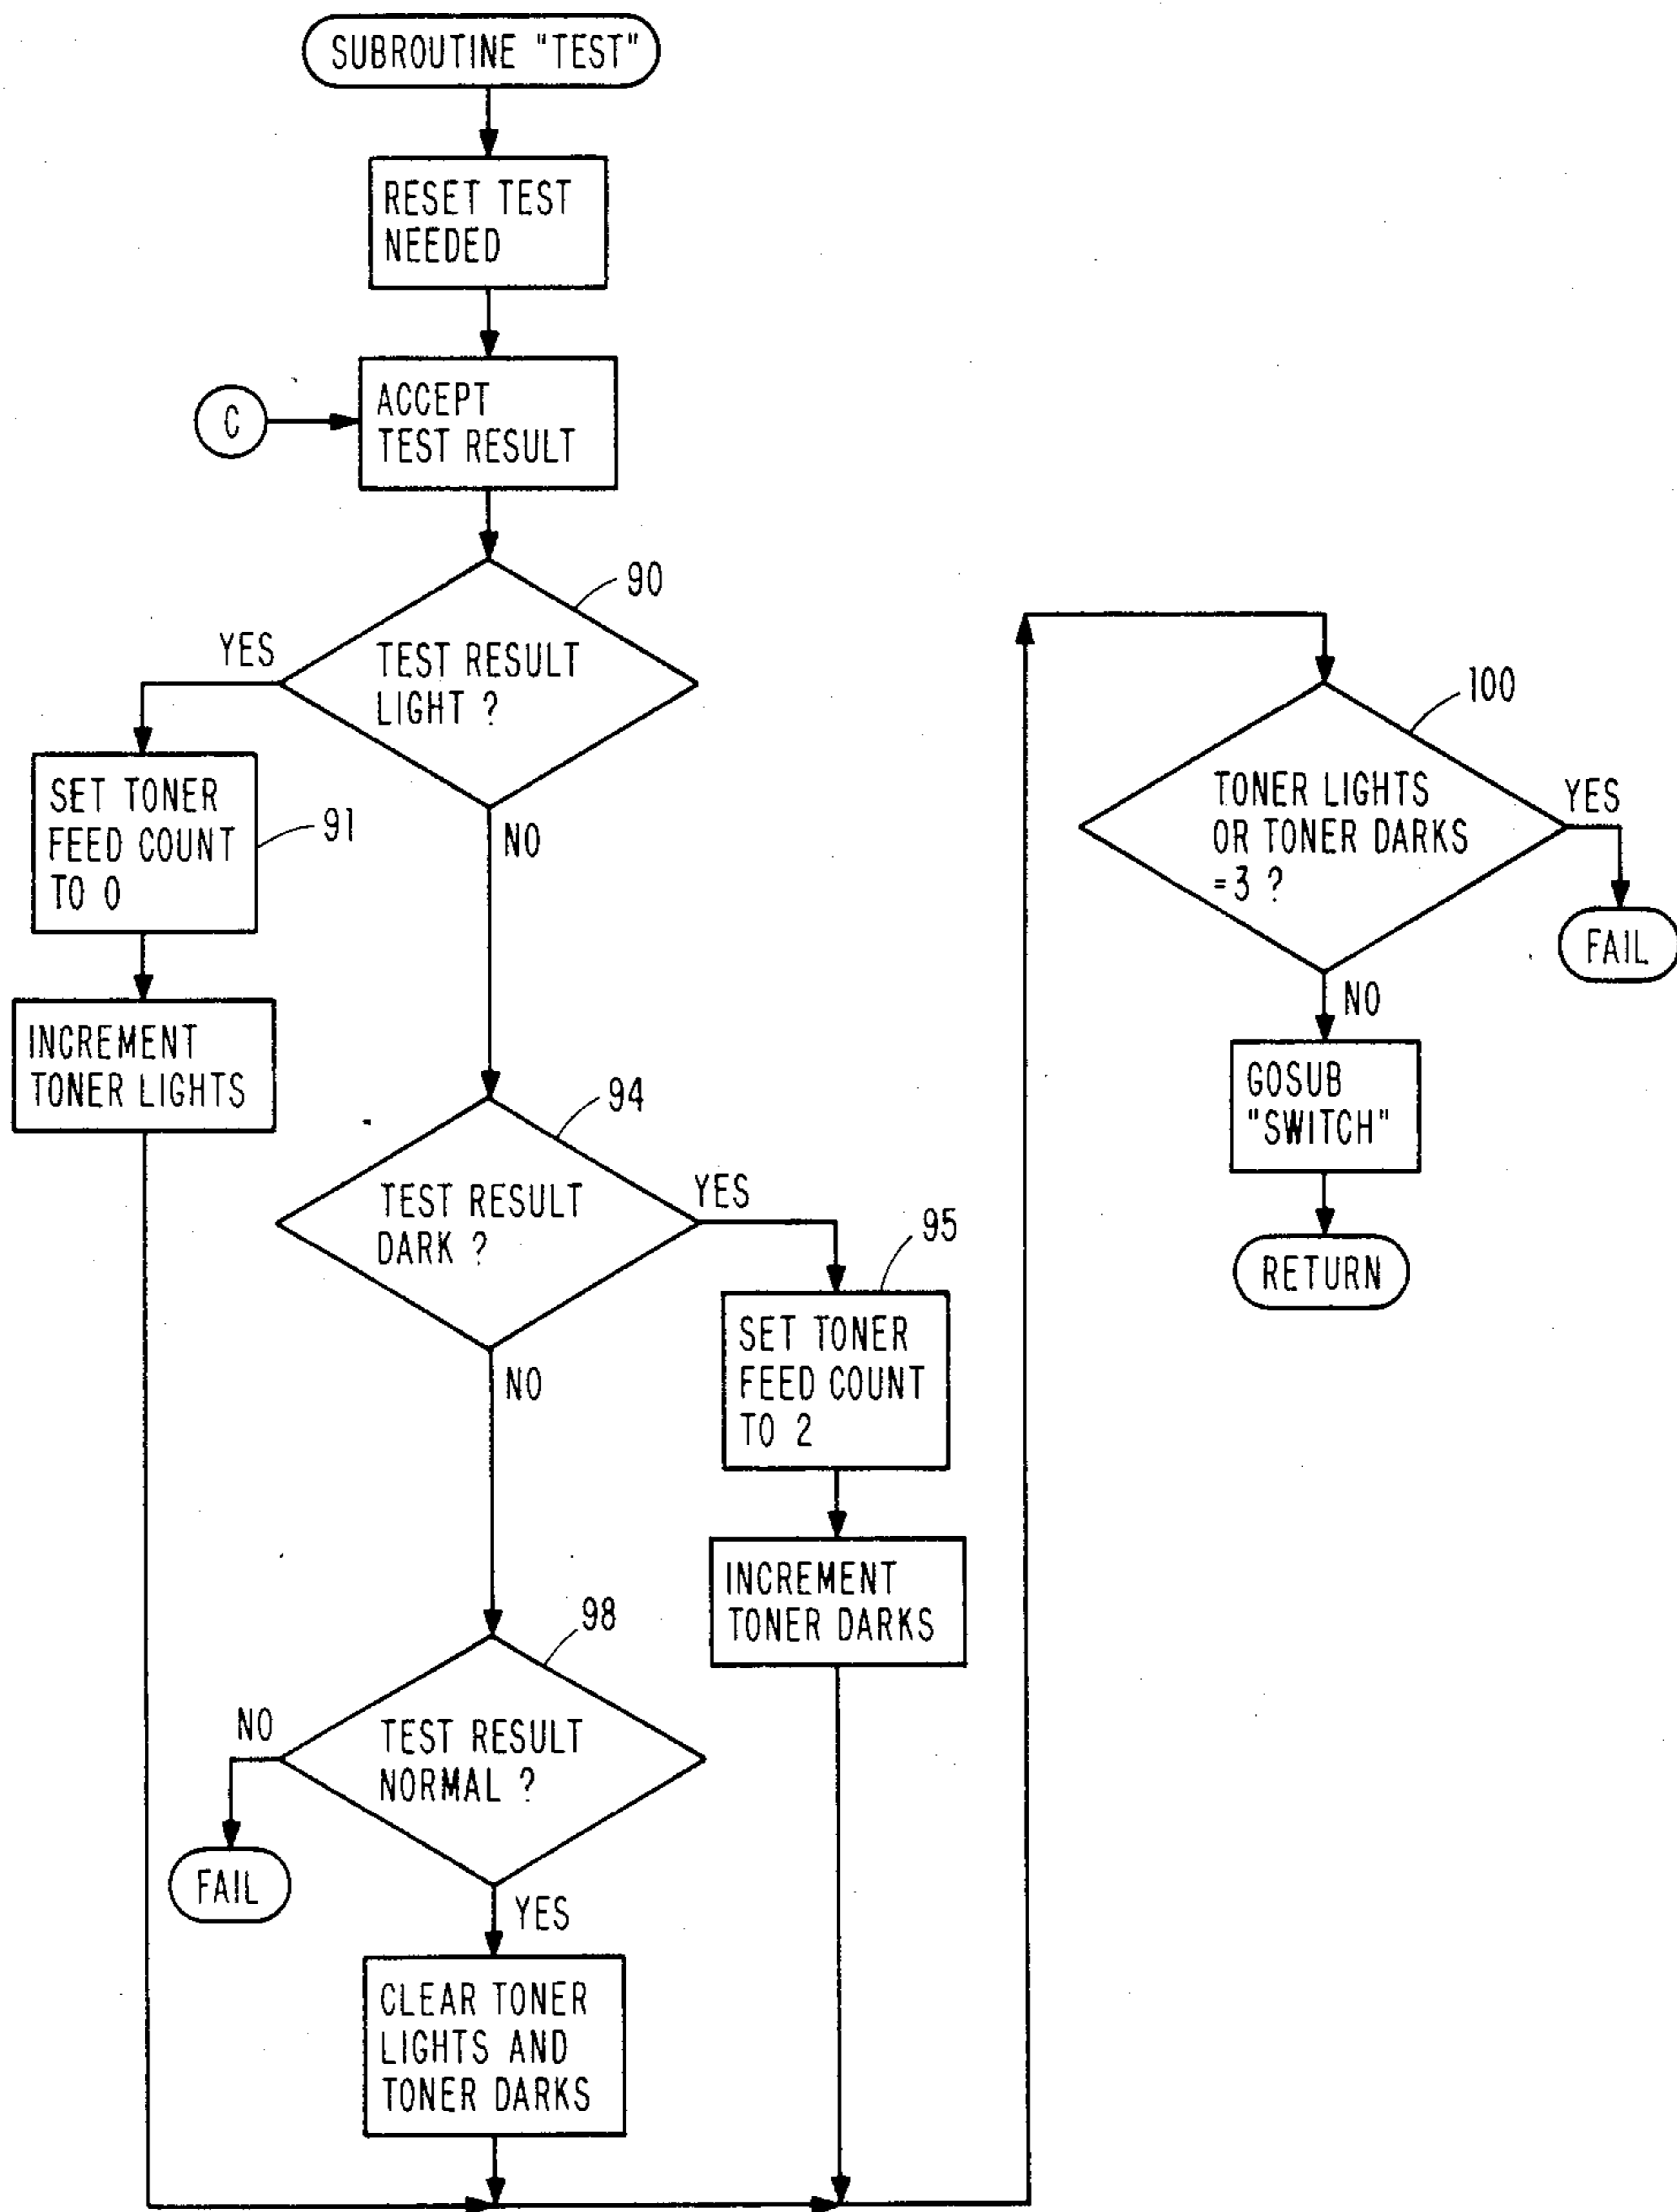 SUBROUTINE "TEST"
RESET TEST
NEEDED
C
ACCEPT
TEST RESULT
90
YES
TEST RESULT
LIGHT ?
NO
SET TONER
FEED COUNT
TO 0
91
INCREMENT
TONER LIGHTS
94
TEST RESULT
DARK ?
YES
NO
95
SET TONER
FEED COUNT
TO 2
INCREMENT
TONER DARKS
98
NO
TEST RESULT
NORMAL ?
FAIL
YES
CLEAR TONER
LIGHTS AND
TONER DARKS
100
TONER LIGHTS
OR TONER DARKS
=3 ?
YES
FAIL
NO
GOSUB
"SWITCH"
RETURN